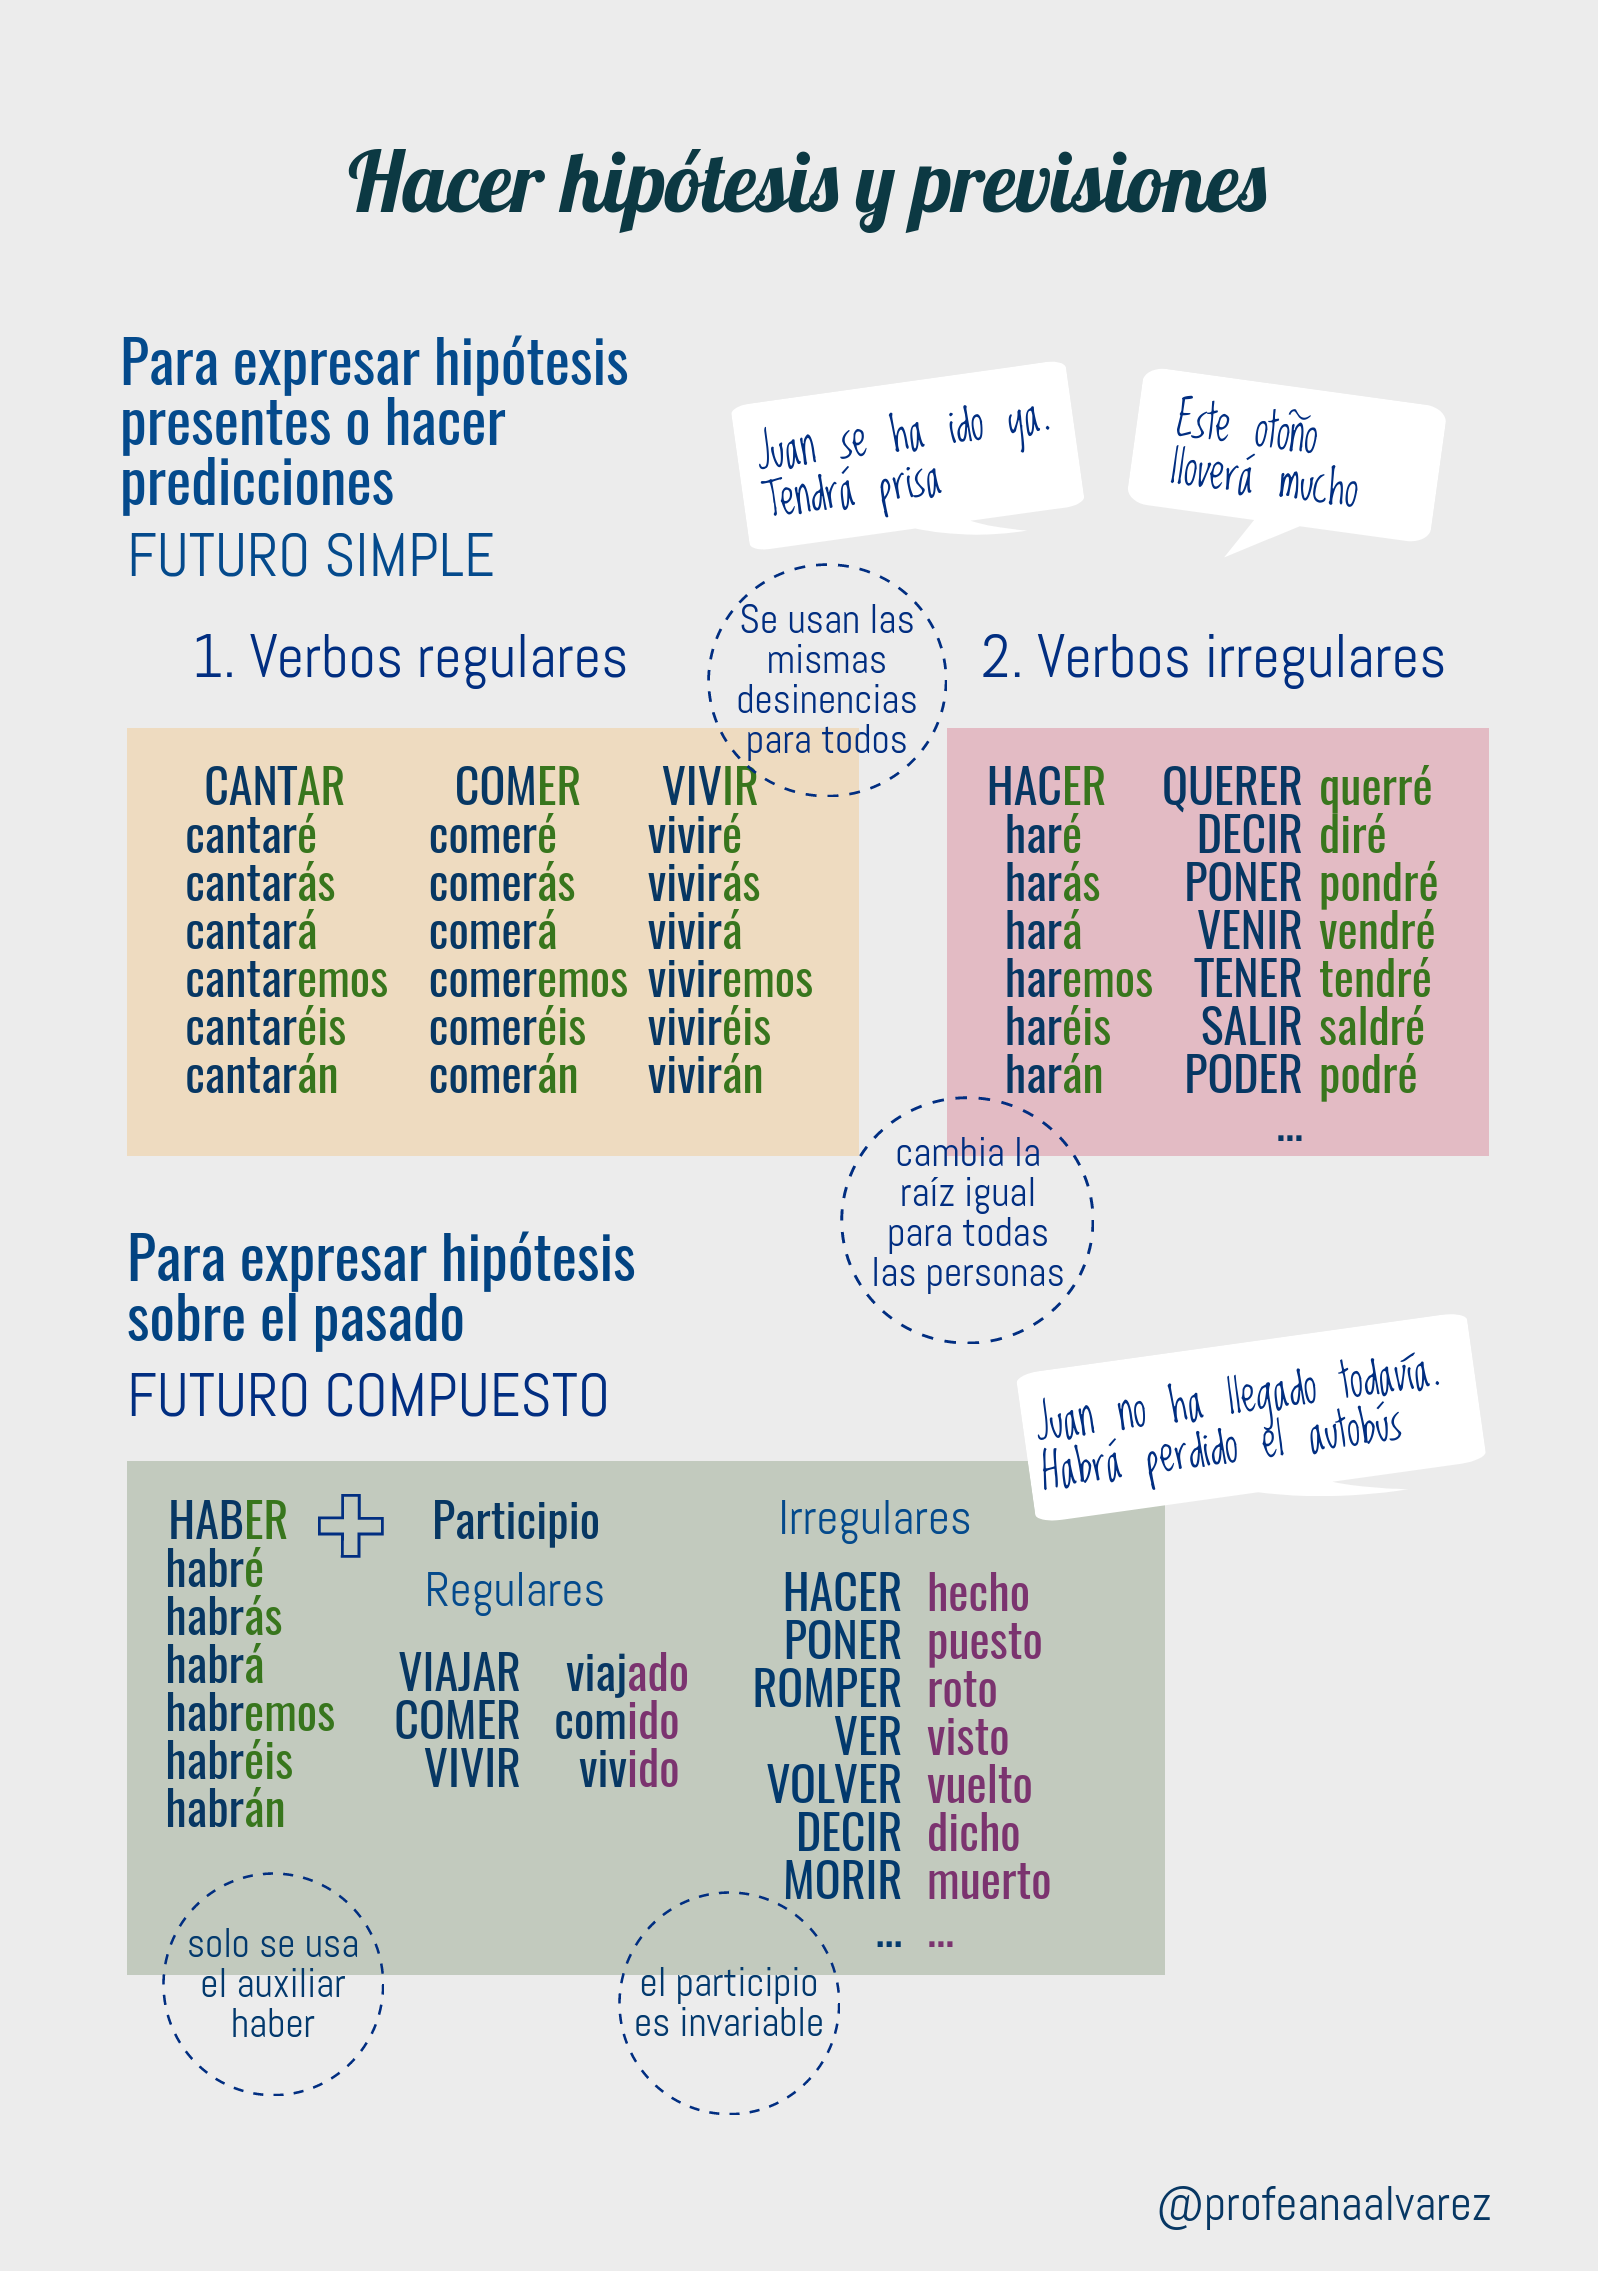 Hacer hipótesis y previsiones
Para expresar hipótesis
presentes o hacer
predicciones
FUTURO SIMPLE
Juan se ha ido ya.
Tendrá prisa
Este otoño
lloverá mucho
1. Verbos regulares
Se usan las
mismas
desinencias
para todos
2. Verbos irregulares
CANTAR COMER VIVIR
cantaré comeré viviré
cantarás comerás vivirás
cantará comerá vivirá
cantaremos comeremos viviremos
cantaréis comeréis viviréis
cantarán comerán vivirán
HACER QUERER querré
haré DECIR diré
harás PONER pondré
hará VENIR vendré
haremos TENER tendré
haréis SALIR saldré
harán PODER podré
...
cambia la
raíz igual
para todas
las personas
Para expresar hipótesis
sobre el pasado
FUTURO COMPUESTO
Juan no ha llegado todavía.
Habrá perdido el autobús
HABER
habré
habrás
habrá
habremos
habréis
habrán
Participio
Regulares
VIAJAR viajado
COMER comido
VIVIR vivido
Irregulares
HACER hecho
PONER puesto
ROMPER roto
VER visto
VOLVER vuelto
DECIR dicho
MORIR muerto
... ...
solo se usa
el auxiliar
haber
el participio
es invariable
@profeanaalvarez